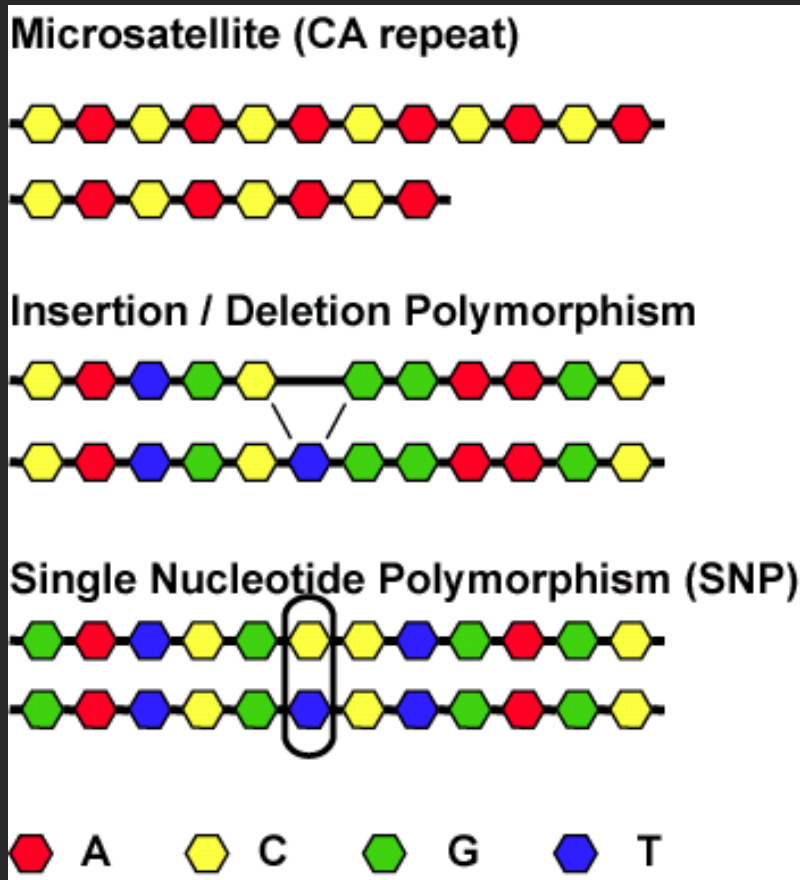 Microsatellite (CA repeat)
Insertion / Deletion Polymorphism
Single Nucleotide Polymorphism (SNP)
A C G T